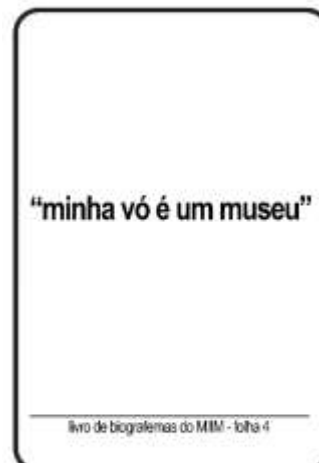 “minha vó é um museu”
livro de biografemas do MIIM - folha 4